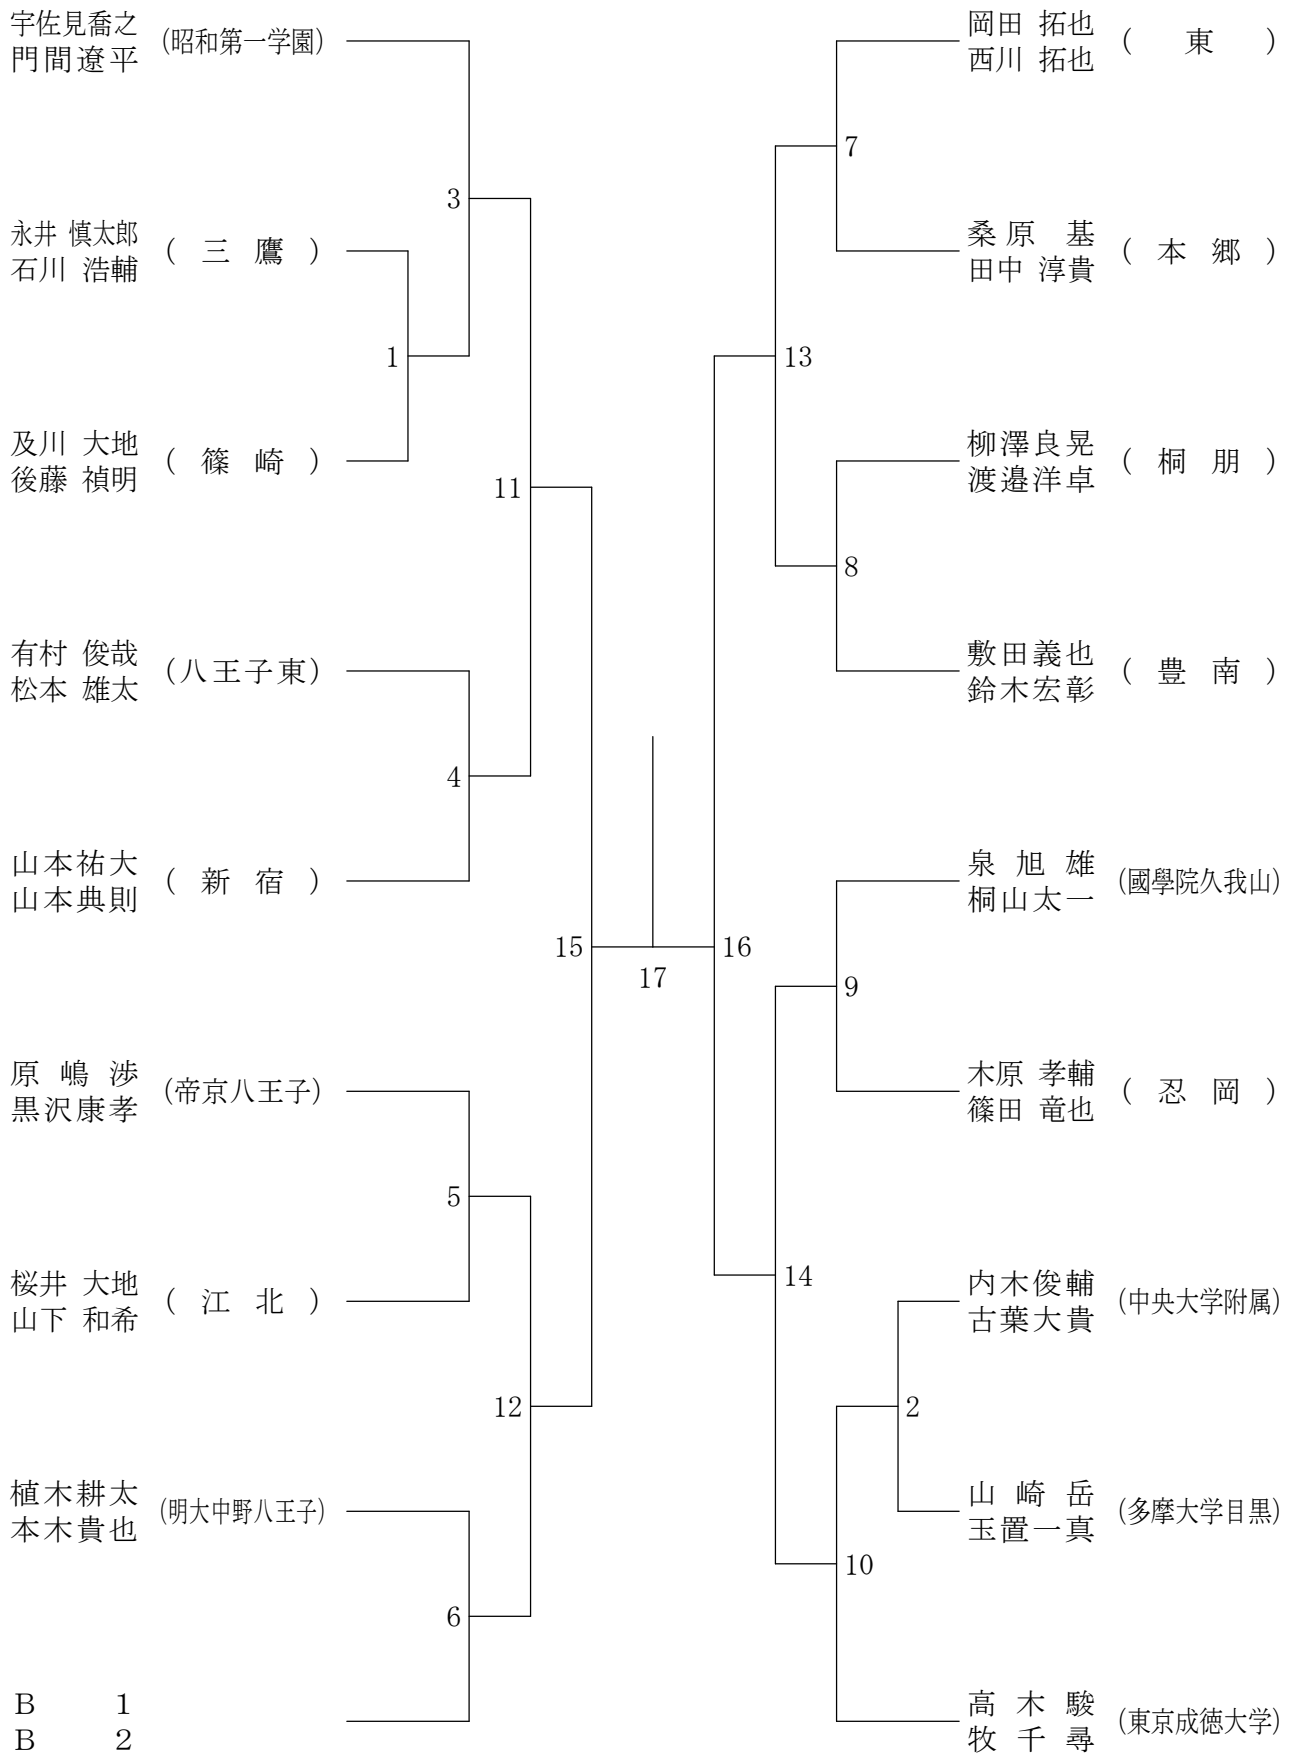 宇佐見喬之
門間遼平
(昭和第一学園)
3
永井 慎太郎
石川 浩輔
(三鷹)
1
及川 大地
後藤 禎明
(篠崎)
11
有村 俊哉
松本 雄太
(八王子東)
4
山本祐大
山本典則
(新宿)
15
原嶋渉
黒沢康孝
(帝京八王子)
5
桜井 大地
山下 和希
(江北)
12
植木耕太
本木貴也
(明大中野八王子)
6
B 1
B 2
17
岡田 拓也
西川 拓也
(東)
7
桑原 基
田中 淳貴
(本郷)
13
柳澤良晃
渡邉洋卓
(桐朋)
8
敷田義也
鈴木宏彰
(豊南)
16
泉旭雄
桐山太一
(國學院久我山)
9
木原 孝輔
篠田 竜也
(忍岡)
14
内木俊輔
古葉大貴
(中央大学附属)
2
山崎岳
玉置一真
(多摩大学目黒)
10
高木駿
牧千尋
(東京成徳大学)